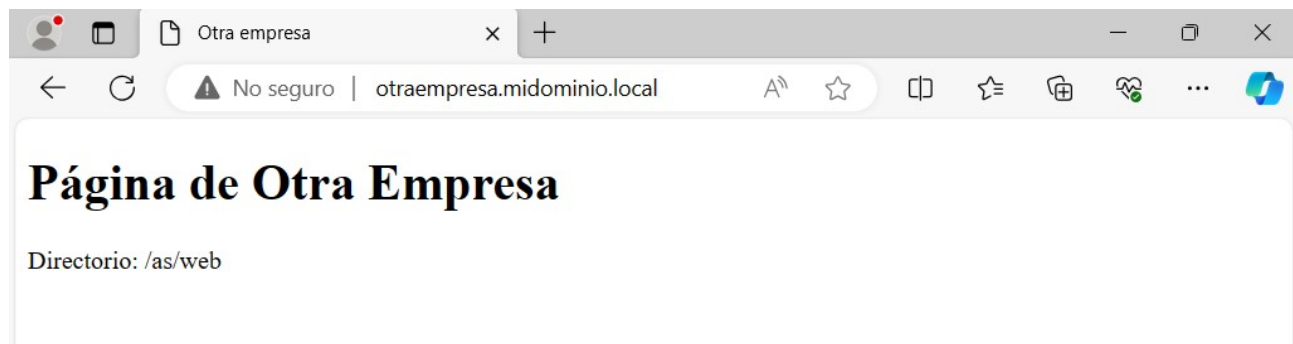 Otra empresa
No seguro | otraempresa.midominio.local
Página de Otra Empresa
Directorio: /as/web